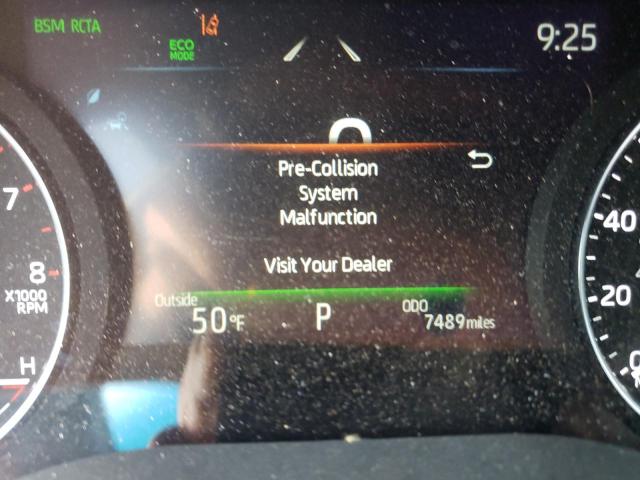 BSM RCTA
ECO
MODE
9:25
Pre-Collision
System
Malfunction
Visit Your Dealer
Outside
50°F
P
ODO
7489 miles
7
8
X1000
RPM
H
40
20
0